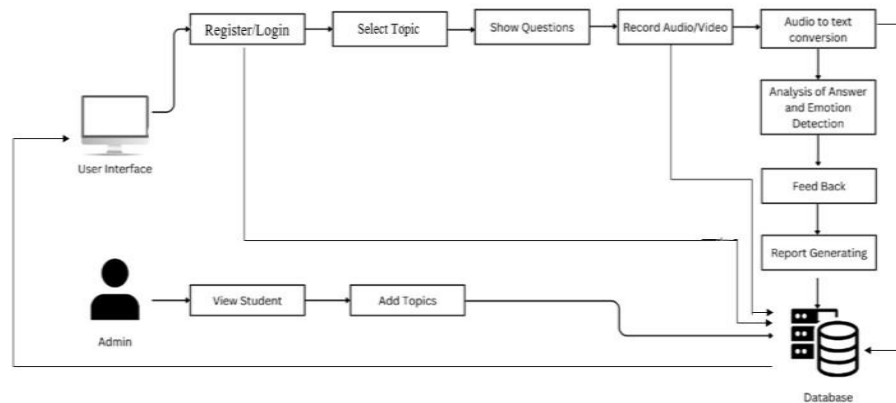 Register/Login
Select Topic
Show Questions
Record Audio/Video
Audio to text
conversion
Analysis of Answer
and Emotion
Detection
User Interface
Feed Back
Report Generating
View Student
Add Topics
Admin
Database